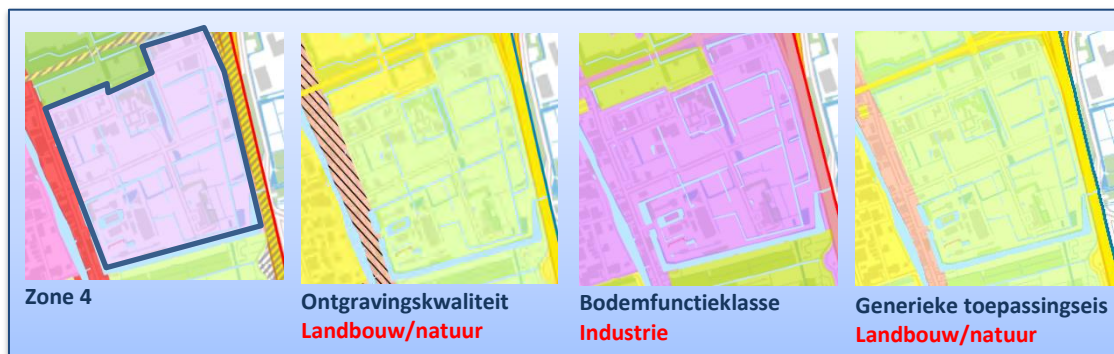 Zone 4
Ontgravingskwaliteit
Landbouw/natuur
Bodemfunctieklasse
Industrie
Generieke toepassingseis
Landbouw/natuur